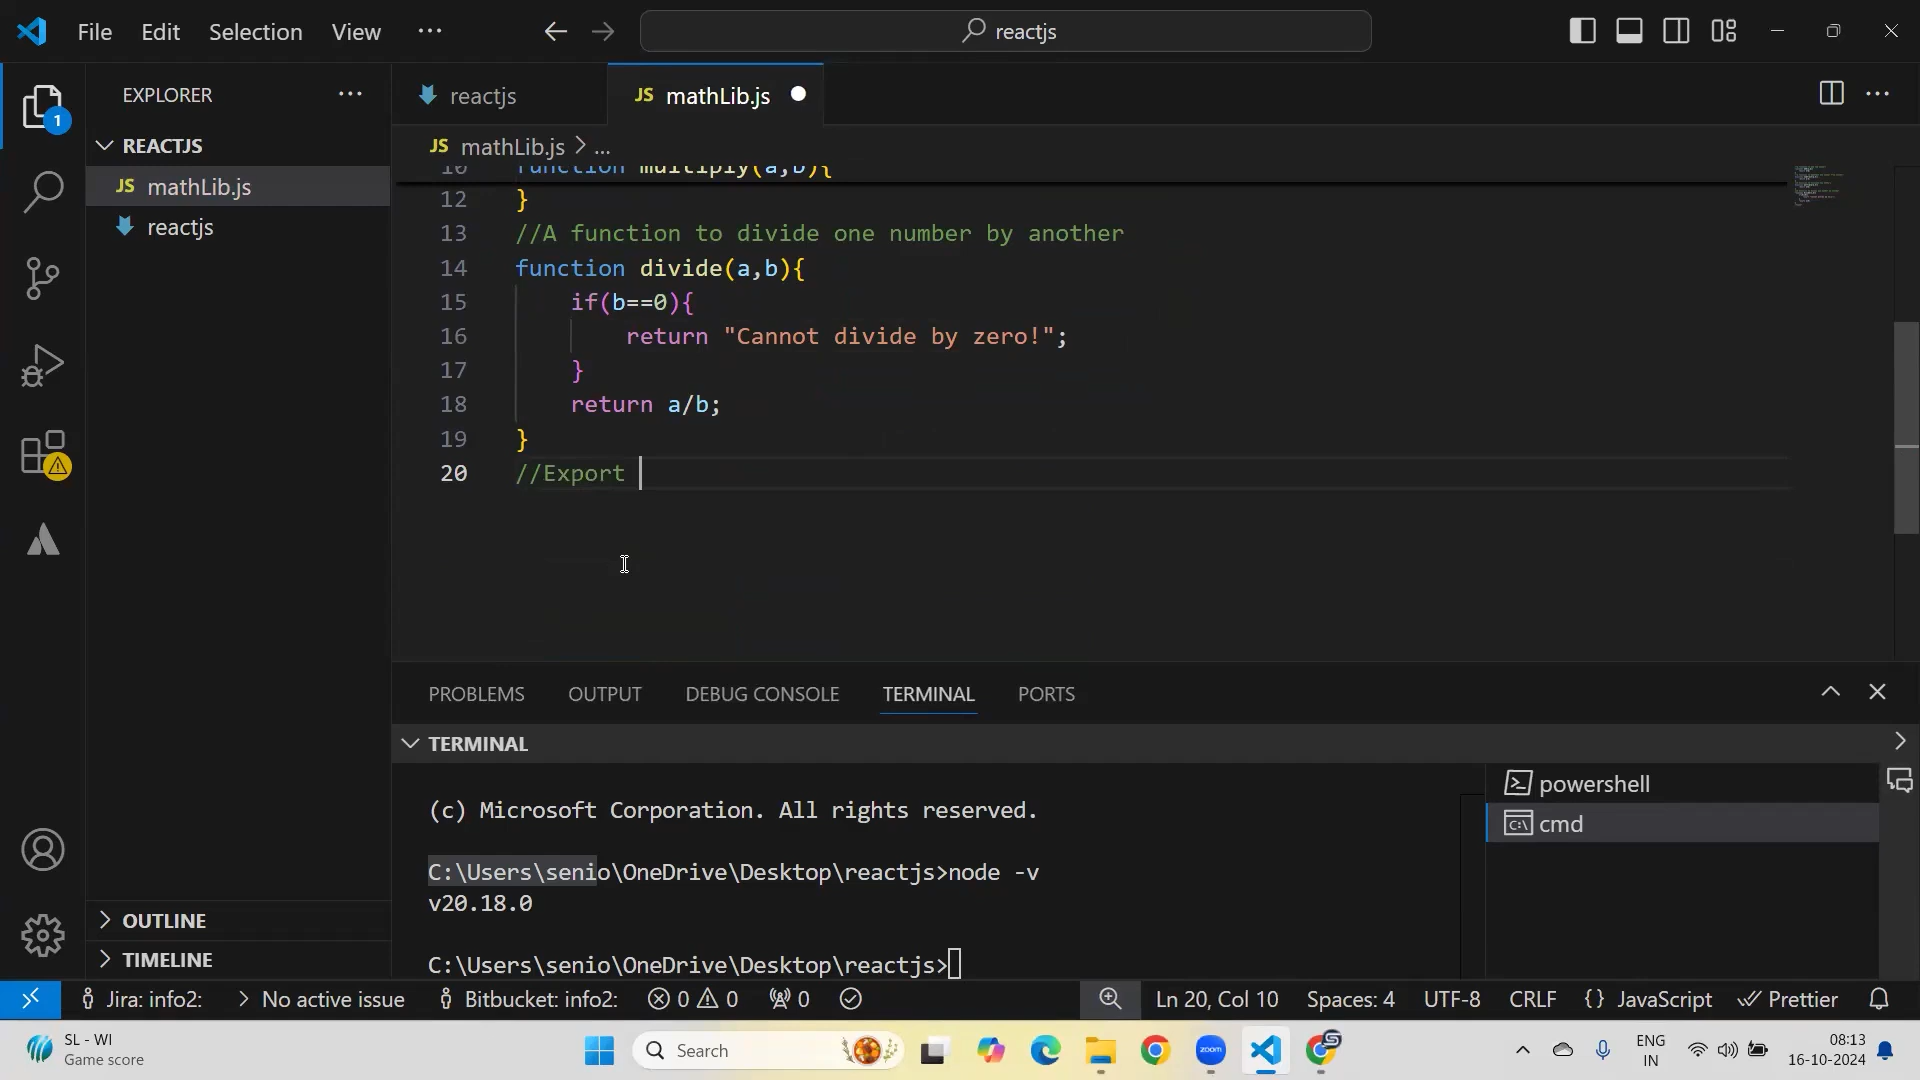 File Edit Selection View ...
reactjs
EXPLORER ...
1
REACTJS
JS mathLib.js
reactjs
OUTLINE
TIMELINE
reactjs
JS mathLib.js
JS mathLib.js > ...
10 function multiply(a,b){
12 }
13 //A function to divide one number by another
14 function divide(a,b){
15 if(b==0){
16 return "Cannot divide by zero!";
17 }
18 return a/b;
19 }
20 //Export
PROBLEMS OUTPUT DEBUG CONSOLE TERMINAL PORTS
TERMINAL
(c) Microsoft Corporation. All rights reserved.
C:\Users\senio\OneDrive\Desktop\reactjs>node -v
v20.18.0
C:\Users\senio\OneDrive\Desktop\reactjs>
powershell
cmd
Jira: info2: > No active issue Bitbucket: info2: 0 0 0 Ln 20, Col 10 Spaces: 4 UTF-8 CRLF {} JavaScript Prettier
SL - WI
Game score
Search
zoom
ENG
IN
08:13
16-10-2024